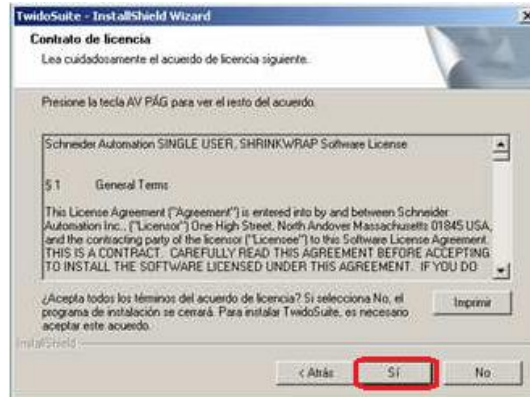 TwidoSuite - InstallShield Wizard
Contrato de licencia
Lea cuidadosamente el acuerdo de licencia siguiente.
Presione la tecla AV PÁG para ver el resto del acuerdo.
Schneider Automation SINGLE USER, SHRINKWRAP Software License
§ 1 General Terms
This License Agreement ("Agreement") is entered into by and between Schneider
Automation Inc., ("Licensor") One High Street, North Andover Massachusetts 01845 USA,
and the contracting party of the licensor ("Licensee") to this Software License Agreement.
THIS IS A CONTRACT. CAREFULLY READ THIS AGREEMENT BEFORE ACCEPTING
TO INSTALL THE SOFTWARE LICENSED UNDER THIS AGREEMENT. IF YOU DO
¿Acepta todos los términos del acuerdo de licencia? Si selecciona No, el
programa de instalación se cerrará. Para instalar TwidoSuite, es necesario
aceptar este acuerdo.
Imprimir
InstallShield
< Atrás Sí No